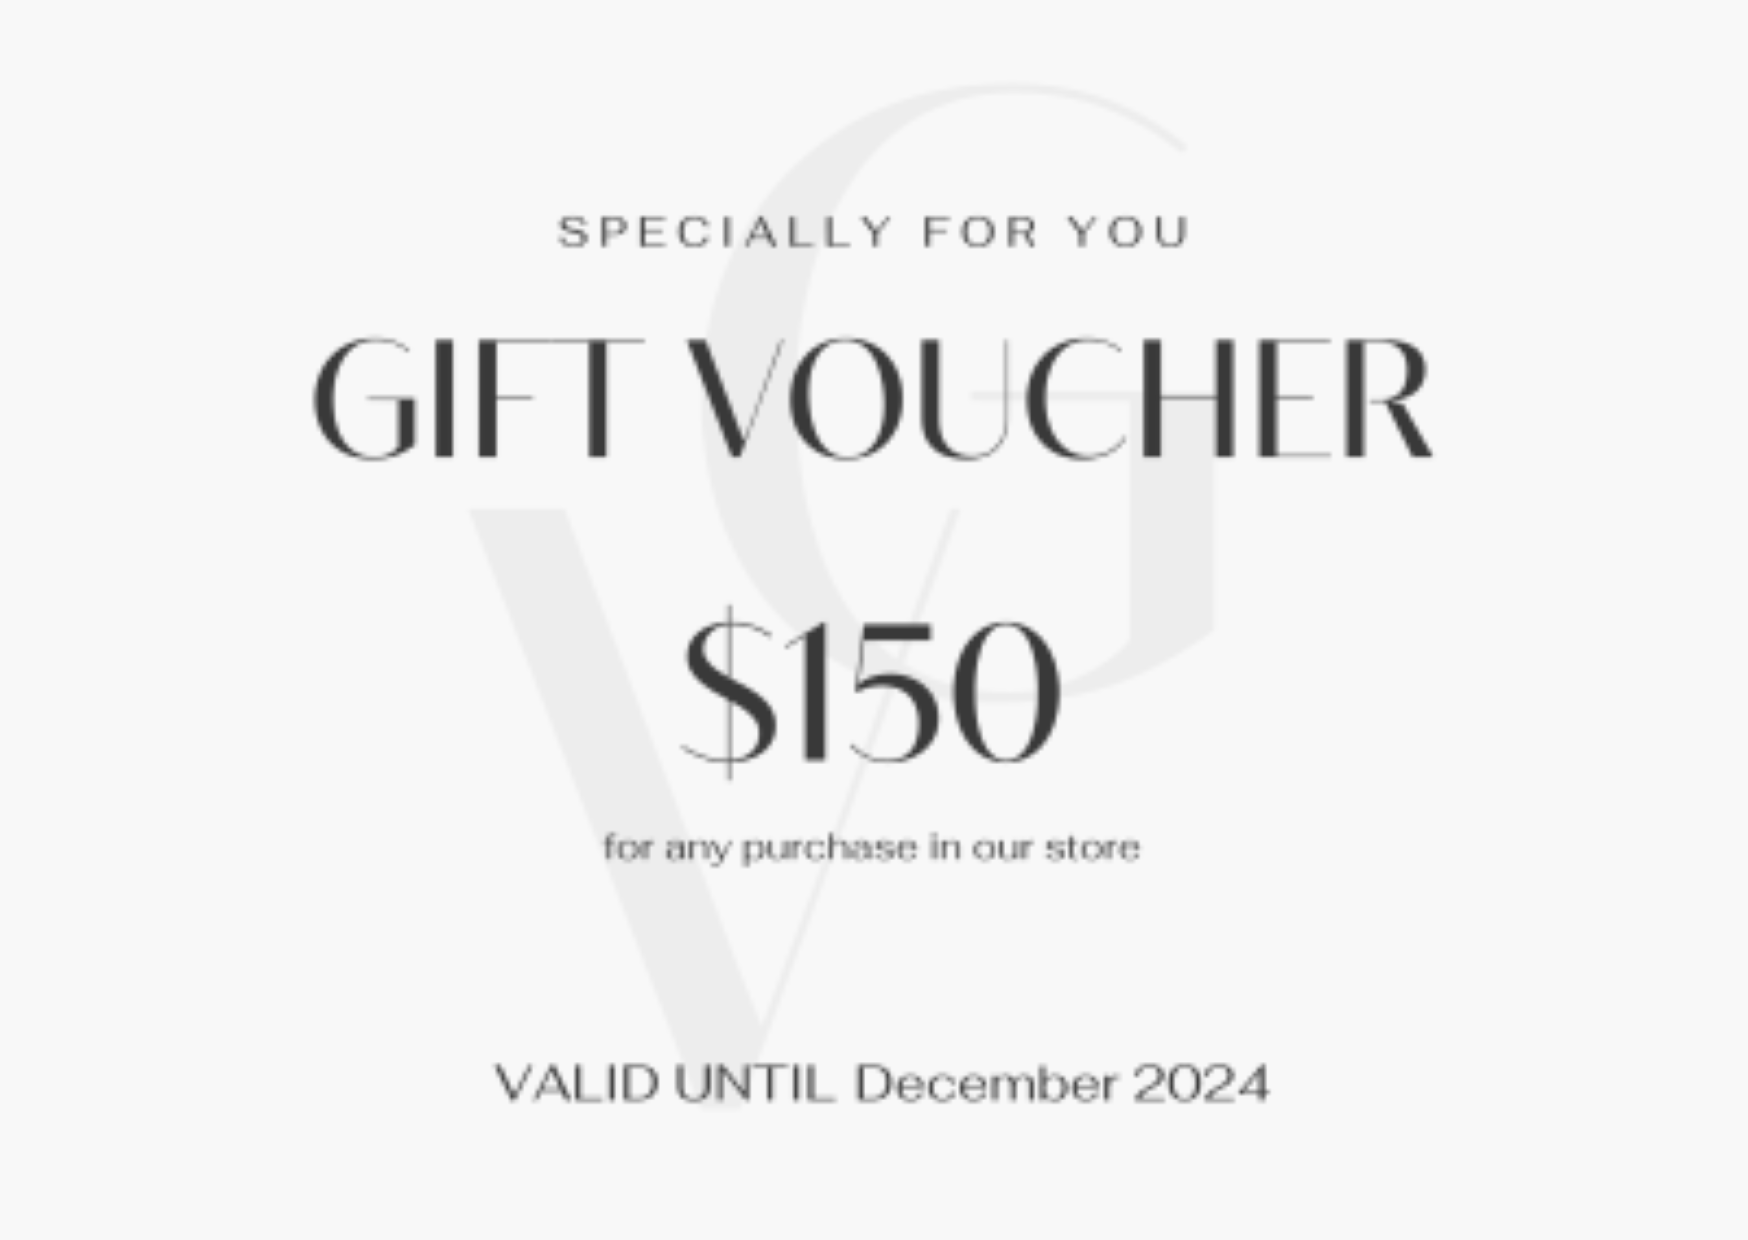 SPECIALLY FOR YOU
GIFT VOUCHER
$150
for any purchase in our store
VALID UNTIL December 2024